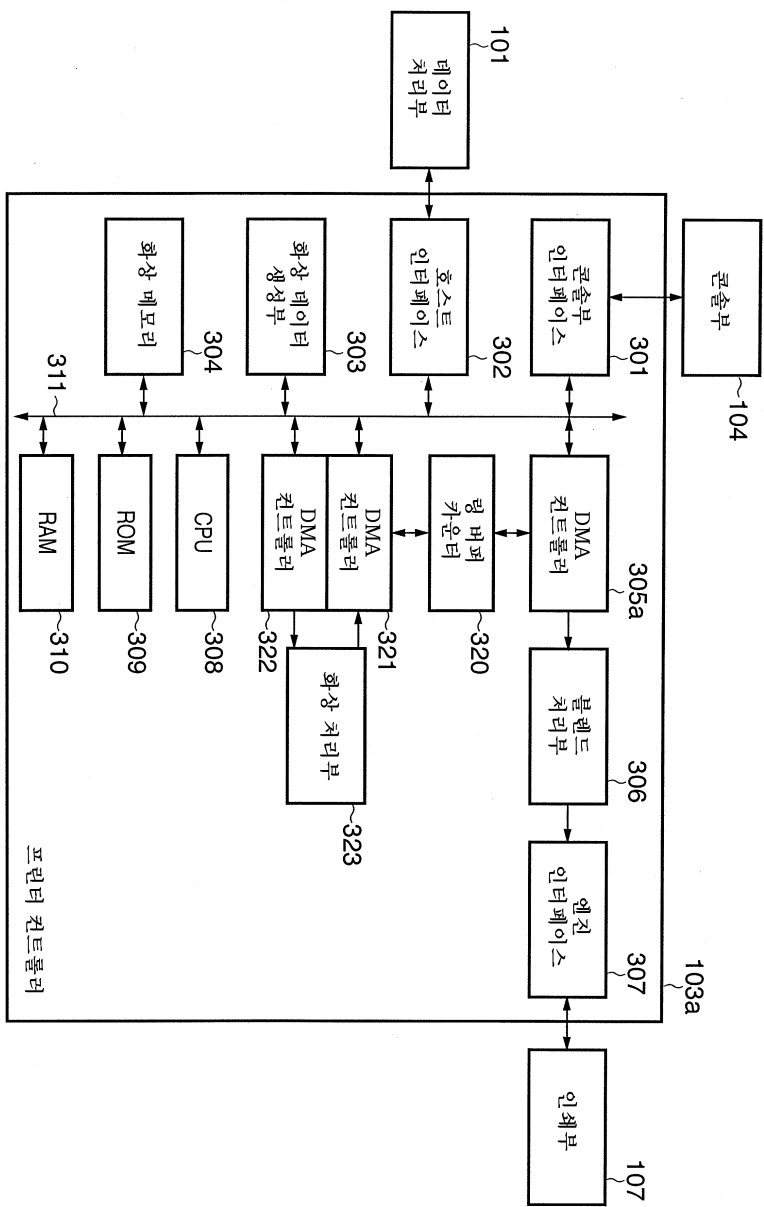 콘솔부
104
103a
콘솔부
인터페이스
301
DMA
컨트롤러
305a
블렌드
처리부
306
엔진
인터페이스
307
인쇄부
107
101
데이터
처리부
호스트
인터페이스
302
링 버퍼
카운터
320
화상 데이터
생성부
303
DMA
컨트롤러
321
DMA
컨트롤러
322
화상 처리부
323
화상 메모리
304
CPU
308
ROM
309
311
RAM
310
프린터 컨트롤러